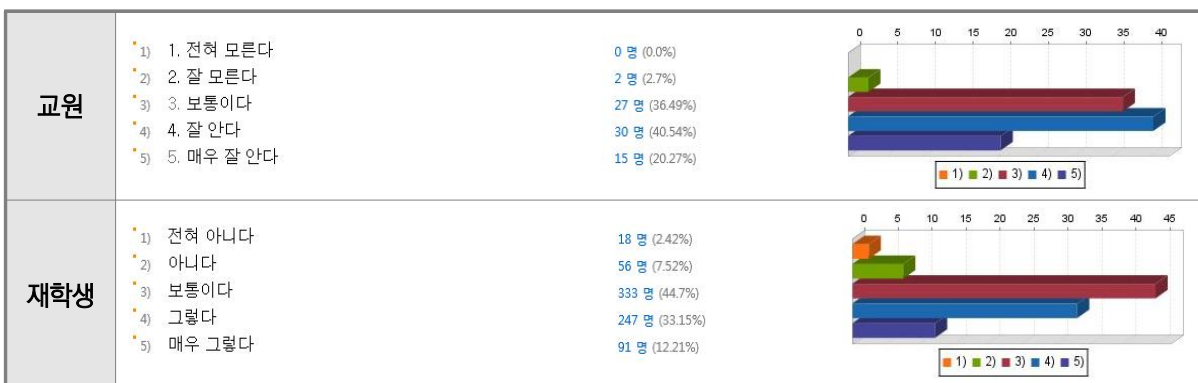 교원
1) 1. 전혀 모른다 0 명 (0.0%)
2) 2. 잘 모른다 2 명 (2.7%)
3) 3. 보통이다 27 명 (36.49%)
4) 4. 잘 안다 30 명 (40.54%)
5) 5. 매우 잘 안다 15 명 (20.27%)
0 5 10 15 20 25 30 35 40
1) 2) 3) 4) 5)
재학생
1) 전혀 아니다 18 명 (2.42%)
2) 아니다 56 명 (7.52%)
3) 보통이다 333 명 (44.7%)
4) 그렇다 247 명 (33.15%)
5) 매우 그렇다 91 명 (12.21%)
0 5 10 15 20 25 30 35 40 45
1) 2) 3) 4) 5)